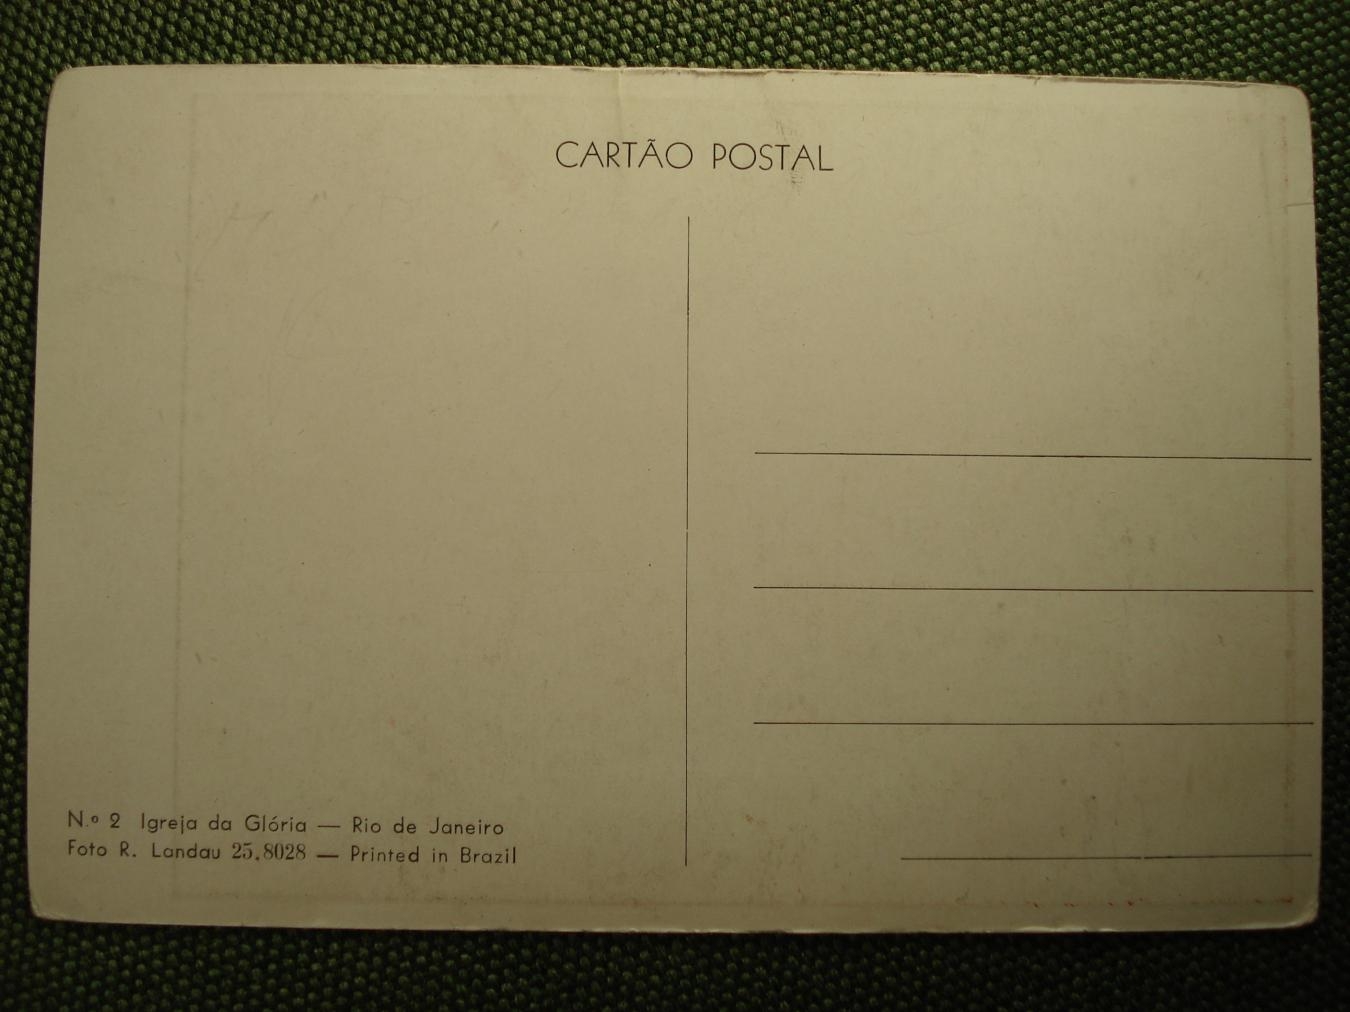 CARTÃO POSTAL
N.º 2 Igreja da Glória — Rio de Janeiro
Foto R. Landau 25.8028 — Printed in Brazil